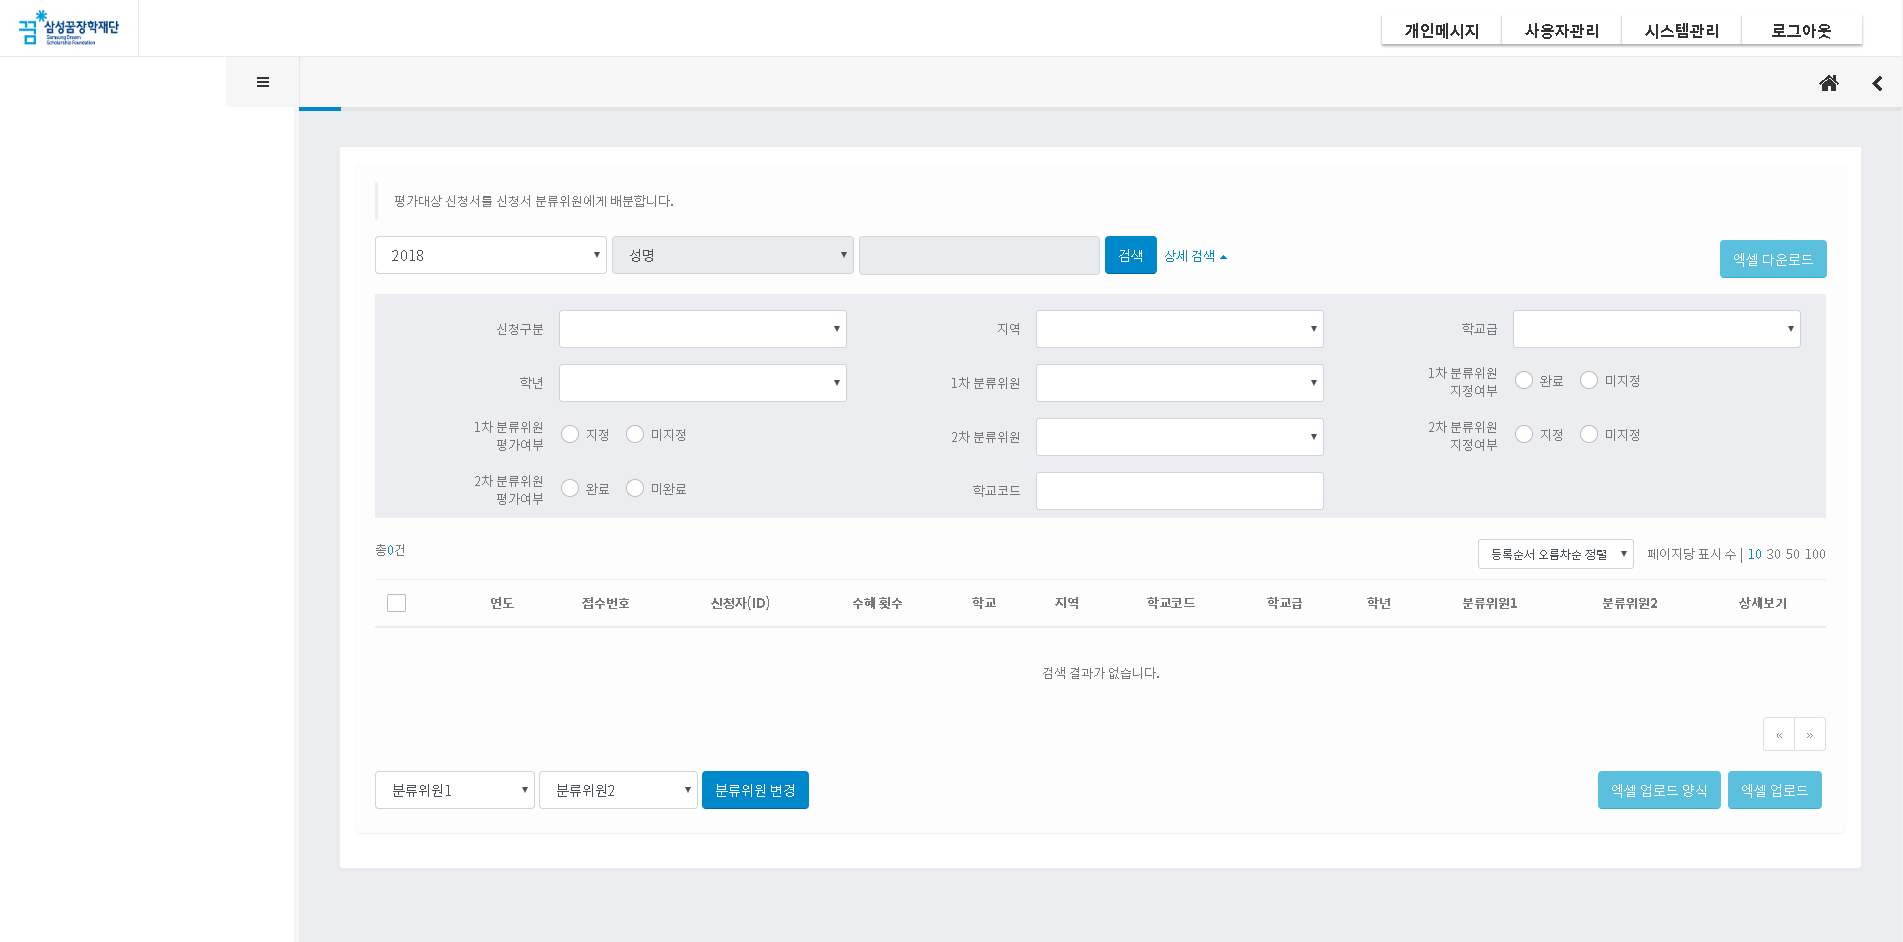 꿈 삼성꿈장학재단
Samsung Dream
Scholarship Foundation
개인메시지 사용자관리 시스템관리 로그아웃
평가대상 신청서를 신청서 분류위원에게 배분합니다.
2018 성명 검색 상세 검색 엑셀 다운로드
신청구분 지역 학교급
학년 1차 분류위원 1차 분류위원 지정여부 완료 미지정
1차 분류위원 평가여부 지정 미지정 2차 분류위원 2차 분류위원 지정여부 지정 미지정
2차 분류위원 평가여부 완료 미완료 학교코드
총0건 등록순서 오름차순 정렬 페이지당 표시 수 | 10 30 50 100
연도 접수번호 신청자(ID) 수혜 횟수 학교 지역 학교코드 학교급 학년 분류위원1 분류위원2 상세보기
검색 결과가 없습니다.
« »
분류위원1 분류위원2 분류위원 변경 엑셀 업로드 양식 엑셀 업로드